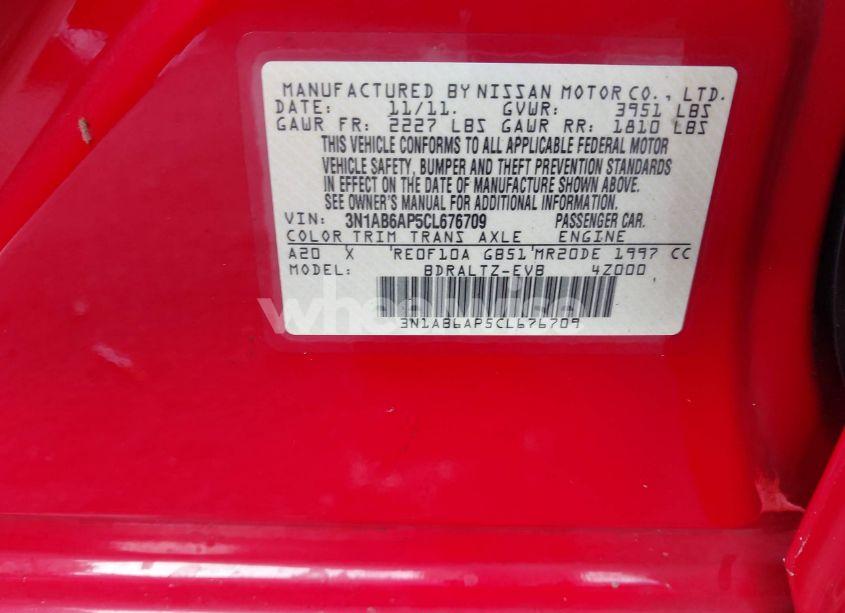 MANUFACTURED BY NISSAN MOTOR CO., LTD.
DATE: 11/11. GVWR: 3951 LBS
GAWR FR: 2227 LBS GAWR RR: 1810 LBS
THIS VEHICLE CONFORMS TO ALL APPLICABLE FEDERAL MOTOR
VEHICLE SAFETY, BUMPER AND THEFT PREVENTION STANDARDS
IN EFFECT ON THE DATE OF MANUFACTURE SHOWN ABOVE.
SEE OWNER'S MANUAL FOR ADDITIONAL INFORMATION.
VIN: 3N1AB6AP5CL676709 PASSENGER CAR.
COLOR TRIM TRANS AXLE ENGINE
A20 X 'RE0F10A GB51'MR20DE 1997 CC
MODEL: BDRALTZ-EVB 4Z000
3N1AB6AP5CL676709